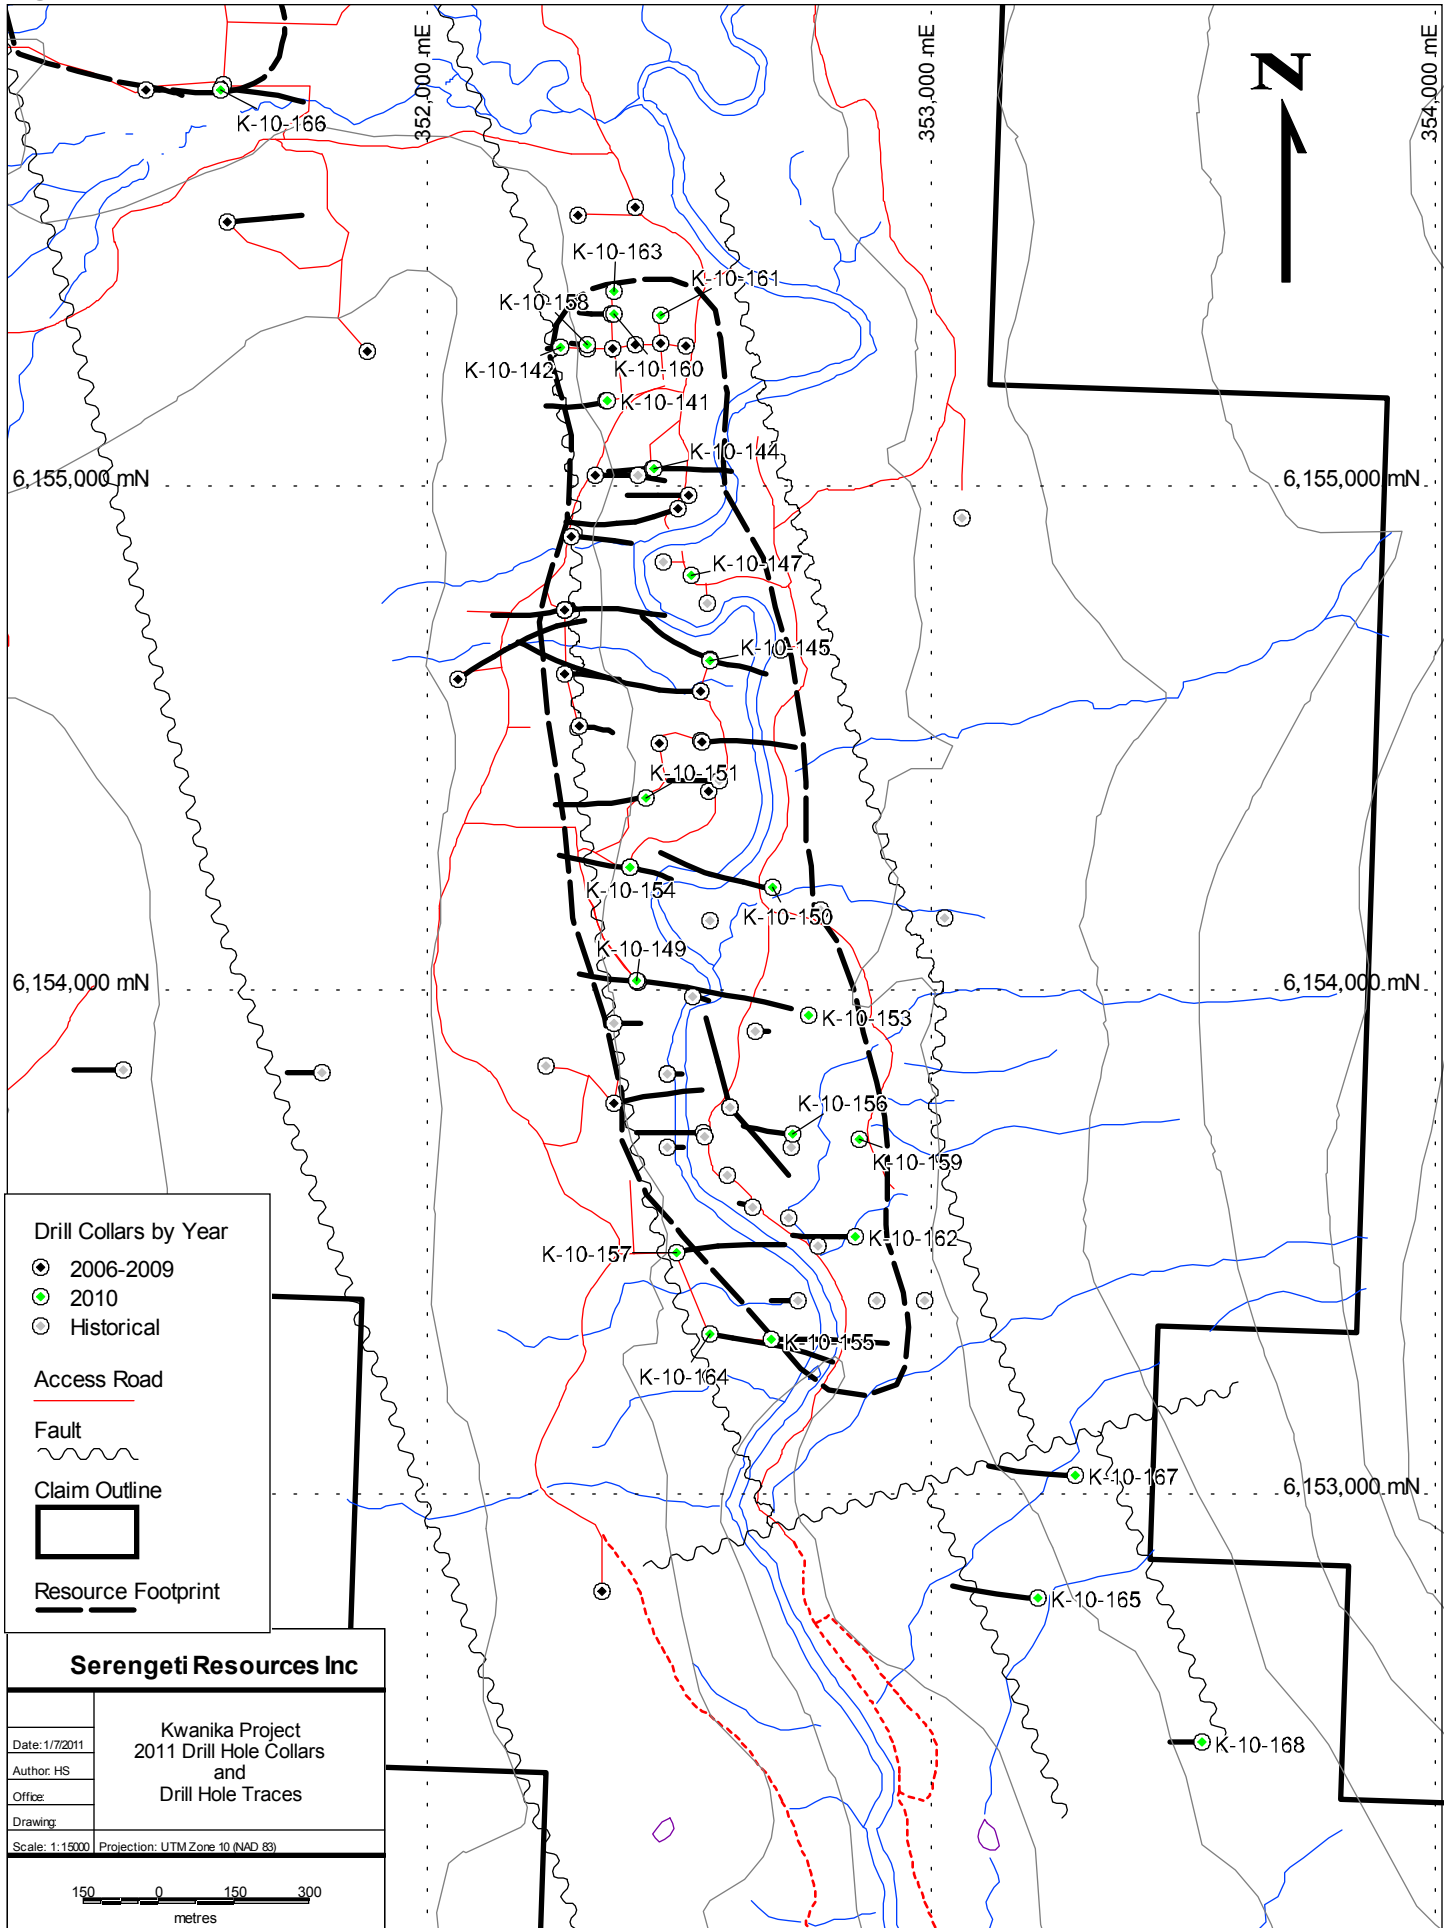 352,000 mE
353,000 mE
354,000 mE
N
K-10-166
K-10-163
K-10-161
K-10-158
K-10-142
K-10-160
K-10-141
K-10-144
6,155,000 mN
6,155,000 mN
K-10-147
K-10-145
K-10-151
K-10-154
K-10-150
K-10-149
6,154,000 mN
6,154,000 mN
K-10-153
K-10-156
K-10-159
K-10-162
K-10-157
K-10-155
K-10-164
K-10-167
6,153,000 mN
K-10-165
K-10-168
Drill Collars by Year
2006-2009
2010
Historical
Access Road
Fault
Claim Outline
Resource Footprint
Serengeti Resources Inc
Kwanika Project
2011 Drill Hole Collars
and
Drill Hole Traces
Date: 1/7/2011
Author: HS
Office:
Drawing:
Scale: 1:15000
Projection: UTM Zone 10 (NAD 83)
150 0 150 300
metres